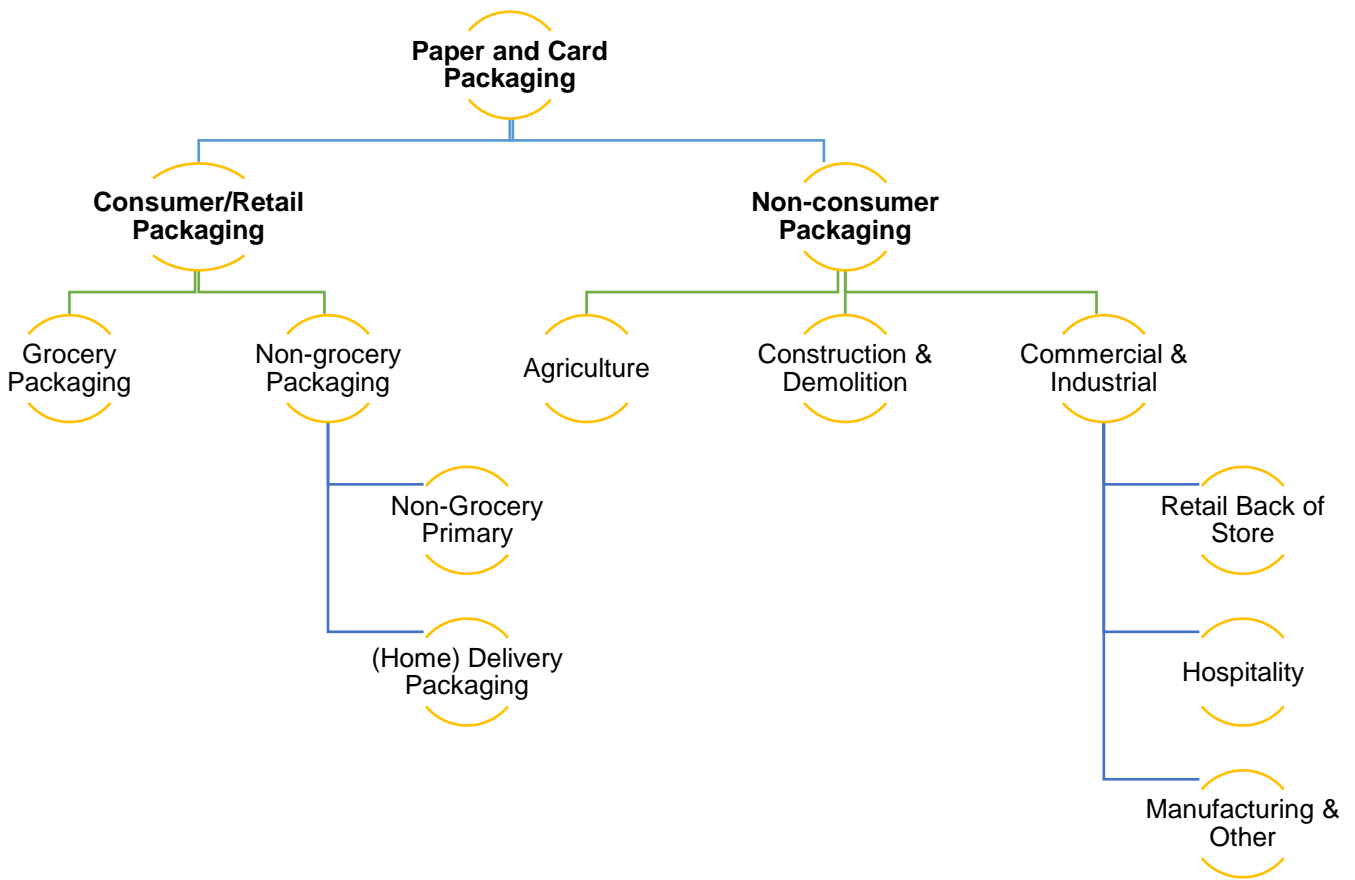 Paper and Card
Packaging
Consumer/Retail
Packaging
Non-consumer
Packaging
Grocery
Packaging
Non-grocery
Packaging
Agriculture
Construction &
Demolition
Commercial &
Industrial
Non-Grocery
Primary
Retail Back of
Store
(Home) Delivery
Packaging
Hospitality
Manufacturing &
Other